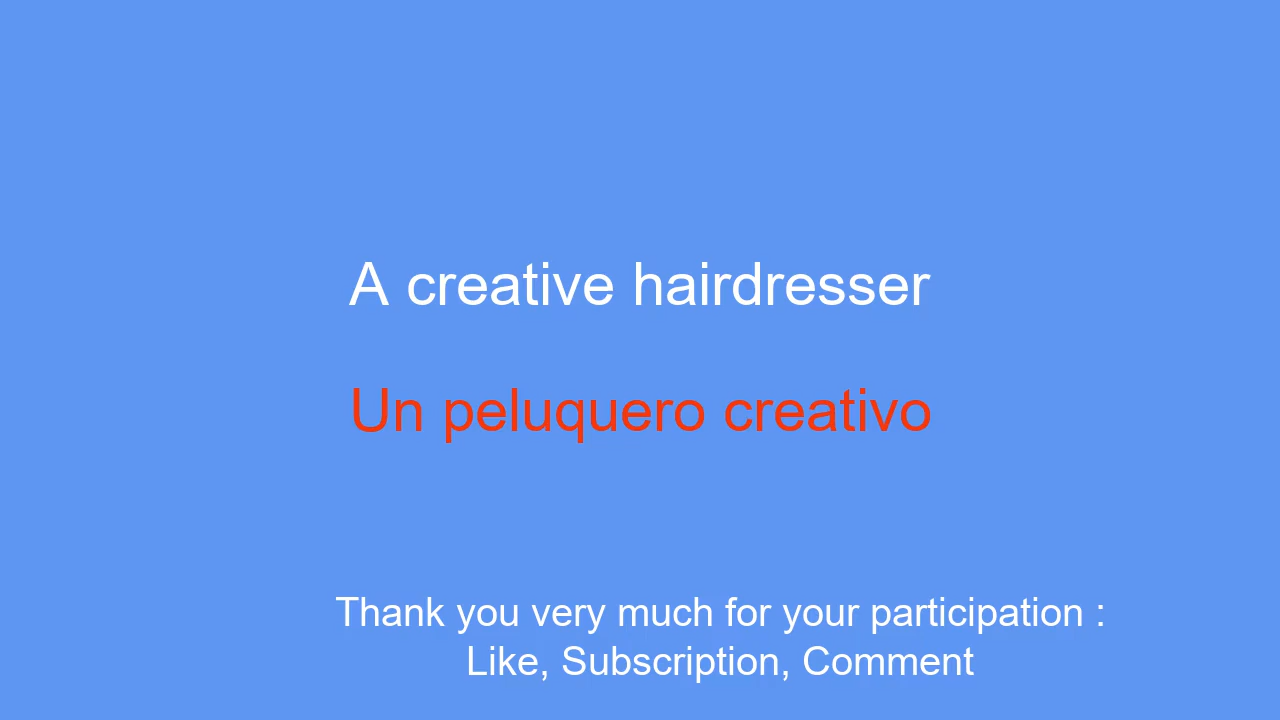 A creative hairdresser
Un peluquero creativo
Thank you very much for your participation :
Like, Subscription, Comment